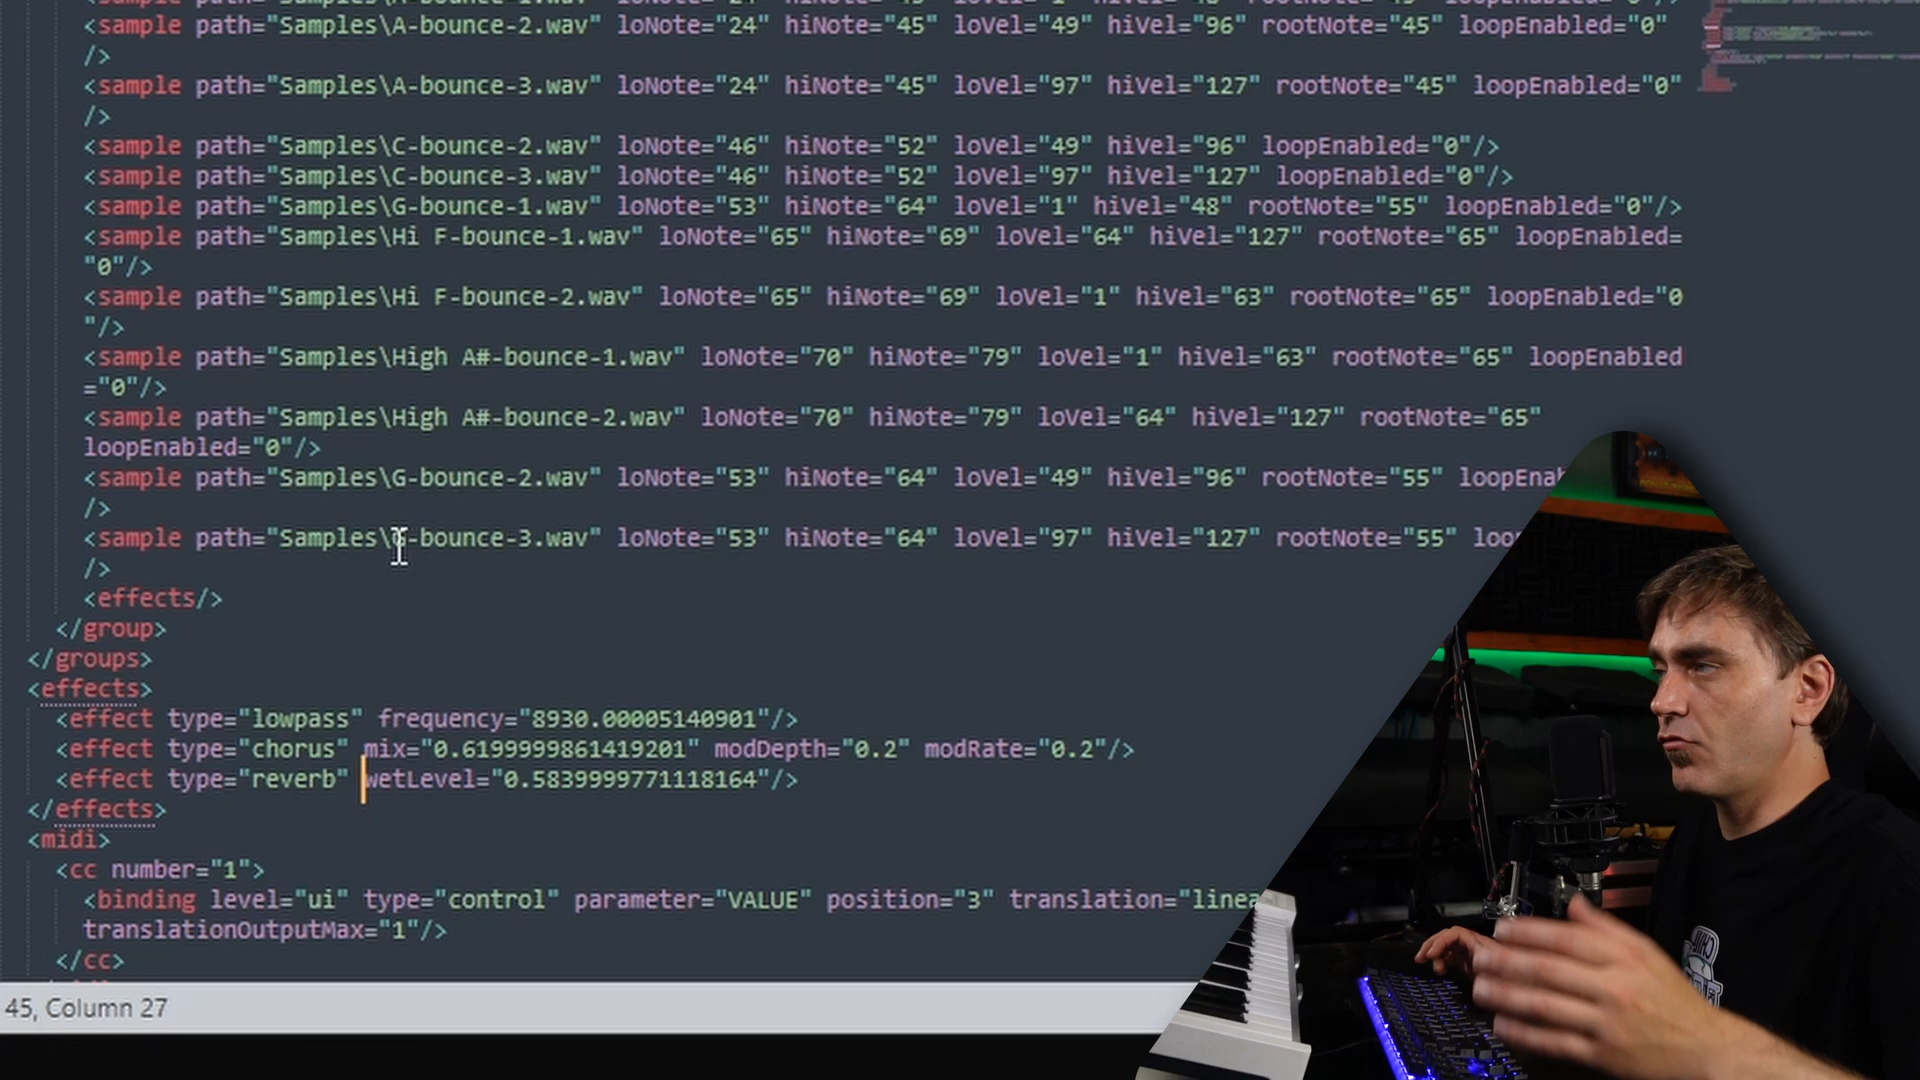 <sample path="Samples\A-bounce-2.wav" loNote="24" hiNote="45" loVel="49" hiVel="96" rootNote="45" loopEnabled="0"
/>
<sample path="Samples\A-bounce-3.wav" loNote="24" hiNote="45" loVel="97" hiVel="127" rootNote="45" loopEnabled="0"
/>
<sample path="Samples\C-bounce-2.wav" loNote="46" hiNote="52" loVel="49" hiVel="96" loopEnabled="0"/>
<sample path="Samples\C-bounce-3.wav" loNote="46" hiNote="52" loVel="97" hiVel="127" loopEnabled="0"/>
<sample path="Samples\G-bounce-1.wav" loNote="53" hiNote="64" loVel="1" hiVel="48" rootNote="55" loopEnabled="0"/>
<sample path="Samples\Hi F-bounce-1.wav" loNote="65" hiNote="69" loVel="64" hiVel="127" rootNote="65" loopEnabled=
"0"/>
<sample path="Samples\Hi F-bounce-2.wav" loNote="65" hiNote="69" loVel="1" hiVel="63" rootNote="65" loopEnabled="0
"/>
<sample path="Samples\High A#-bounce-1.wav" loNote="70" hiNote="79" loVel="1" hiVel="63" rootNote="65" loopEnabled
="0"/>
<sample path="Samples\High A#-bounce-2.wav" loNote="70" hiNote="79" loVel="64" hiVel="127" rootNote="65"
loopEnabled="0"/>
<sample path="Samples\G-bounce-2.wav" loNote="53" hiNote="64" loVel="49" hiVel="96" rootNote="55" loopEnab
/>
<sample path="Samples\G-bounce-3.wav" loNote="53" hiNote="64" loVel="97" hiVel="127" rootNote="55" loo
/>
<effects/>
</group>
</groups>
<effects>
<effect type="lowpass" frequency="8930.00005140901"/>
<effect type="chorus" mix="0.6199999861419201" modDepth="0.2" modRate="0.2"/>
<effect type="reverb" wetLevel="0.5839999771118164"/>
</effects>
<midi>
<cc number="1">
<binding level="ui" type="control" parameter="VALUE" position="3" translation="linea
translationOutputMax="1"/>
</cc>
45, Column 27